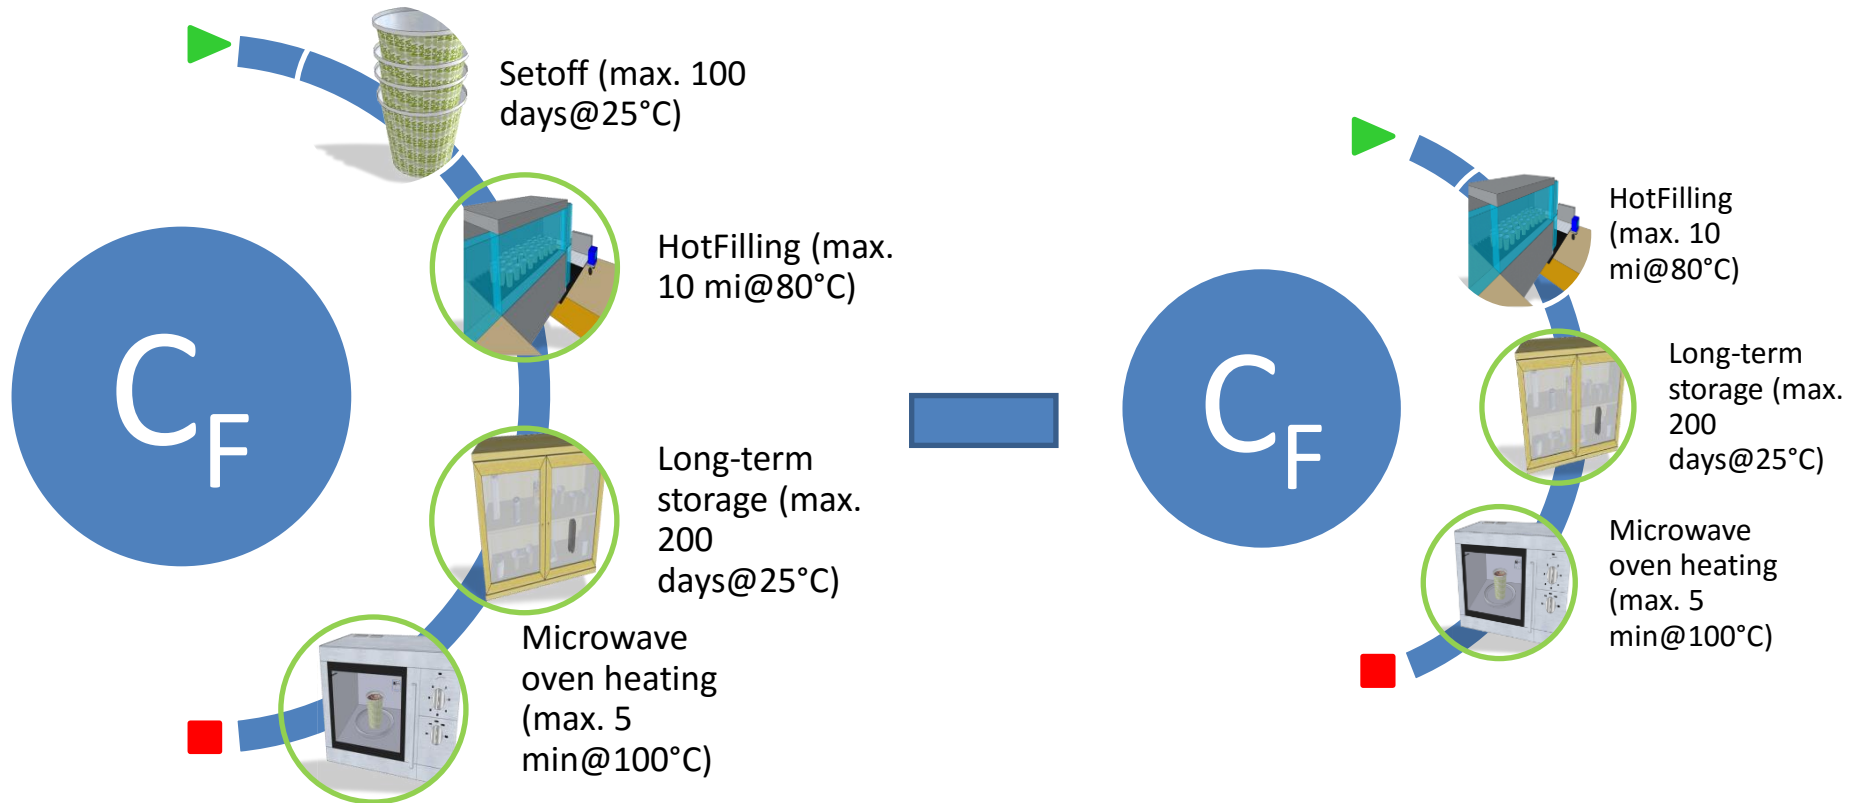 Setoff (max. 100
days@25°C)
HotFilling (max.
10 mi@80°C)
C_F
Long-term
storage (max.
200
days@25°C)
Microwave
oven heating
(max. 5
min@100°C)
HotFilling
(max. 10
mi@80°C)
C_F
Long-term
storage (max.
200
days@25°C)
Microwave
oven heating
(max. 5
min@100°C)